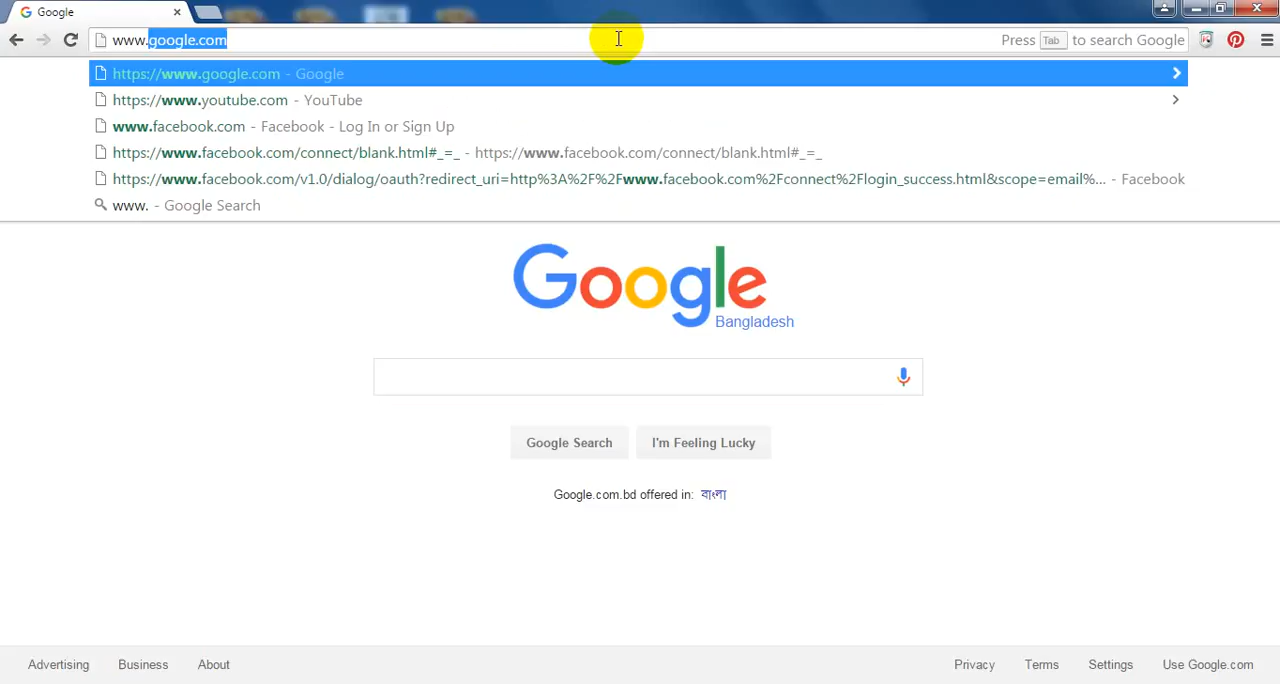 Google
www.google.com
Press Tab to search Google
https://www.google.com - Google
https://www.youtube.com - YouTube
www.facebook.com - Facebook - Log In or Sign Up
https://www.facebook.com/connect/blank.html#_=_ - https://www.facebook.com/connect/blank.html#_=_
https://www.facebook.com/v1.0/dialog/oauth?redirect_uri=http%3A%2F%2Fwww.facebook.com%2Fconnect%2Flogin_success.html&scope=email%... - Facebook
www. - Google Search
Google
Bangladesh
Google Search I'm Feeling Lucky
Google.com.bd offered in: বাংলা
Advertising Business About Privacy Terms Settings Use Google.com